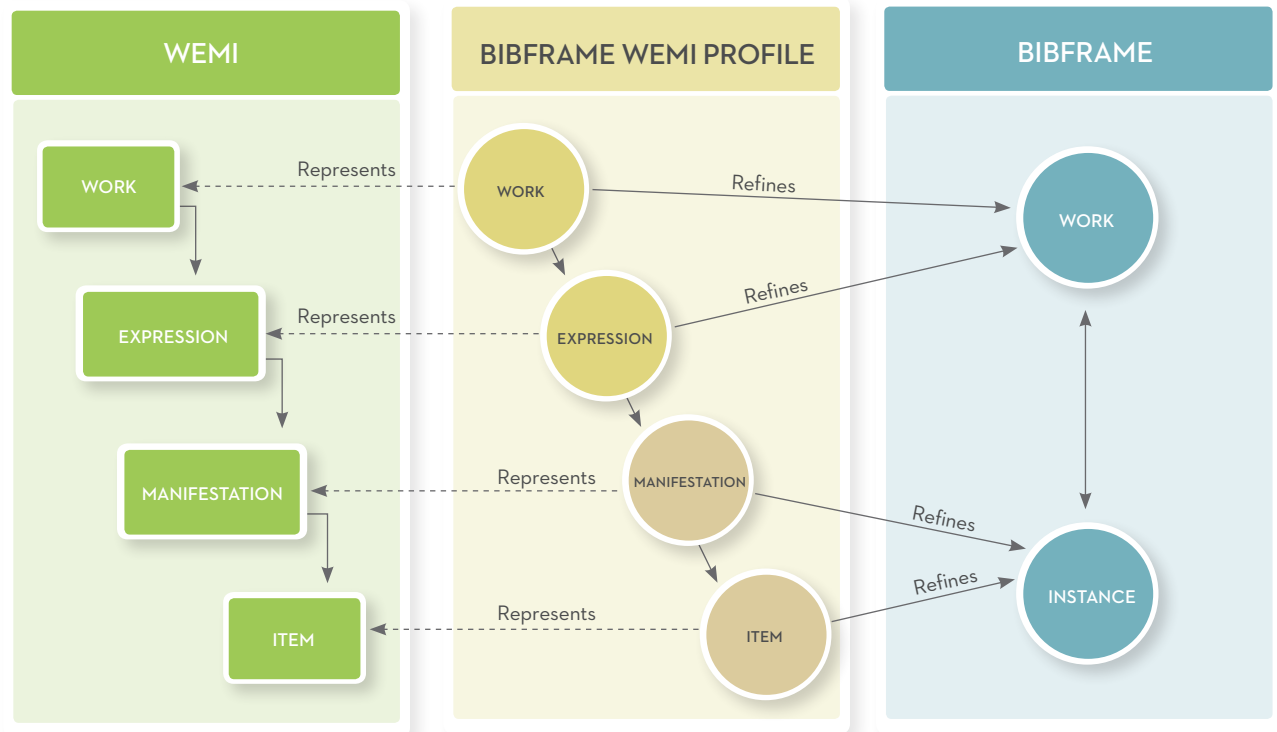 WEMI
BIBFRAME WEMI PROFILE
BIBFRAME
WORK
Represents
WORK
Refines
WORK
EXPRESSION
Represents
EXPRESSION
Refines
MANIFESTATION
Represents
MANIFESTATION
Refines
INSTANCE
ITEM
Represents
ITEM
Refines